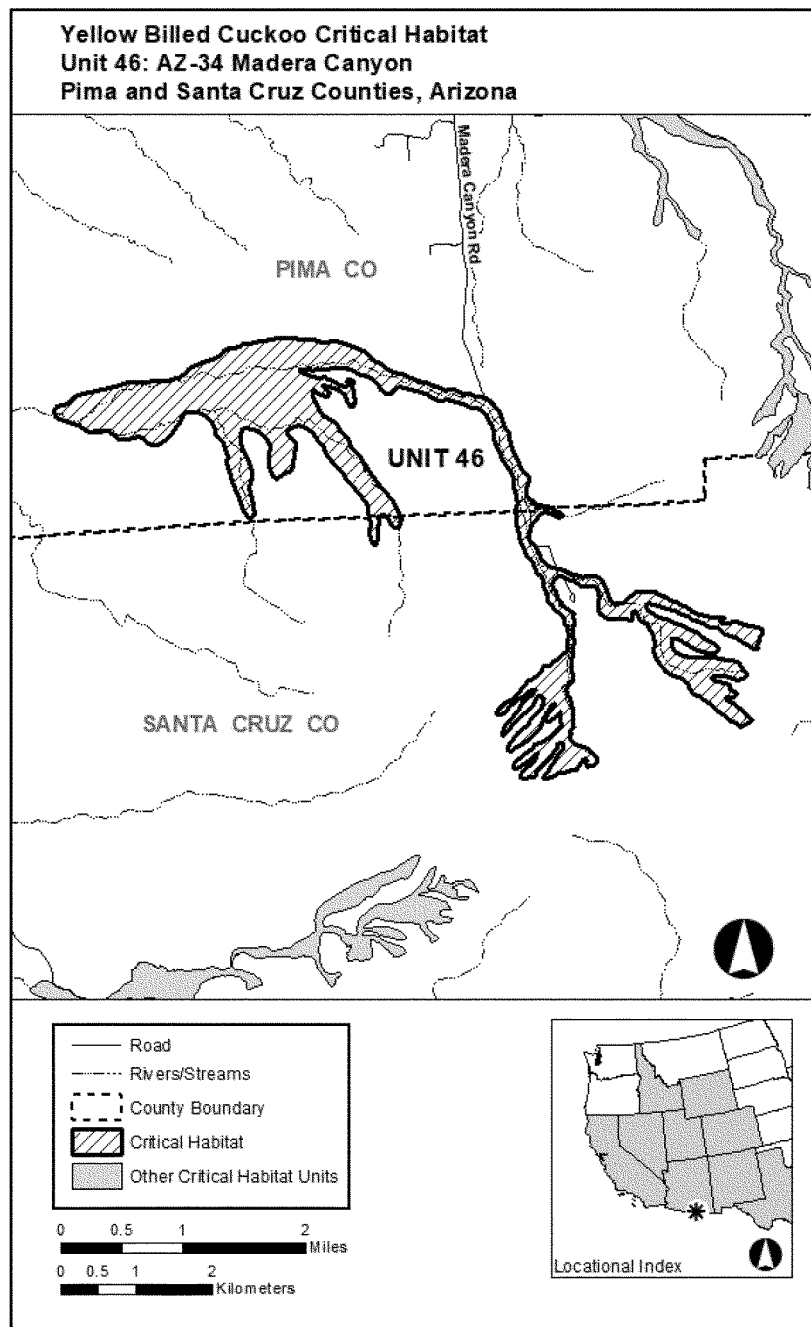 Yellow Billed Cuckoo Critical Habitat
Unit 46: AZ-34 Madera Canyon
Pima and Santa Cruz Counties, Arizona
Madera Canyon Rd
PIMA CO
UNIT 46
SANTA CRUZ CO
Road
Rivers/Streams
County Boundary
Critical Habitat
Other Critical Habitat Units
0 0.5 1 2
Miles
0 0.5 1 2
Kilometers
Locational Index